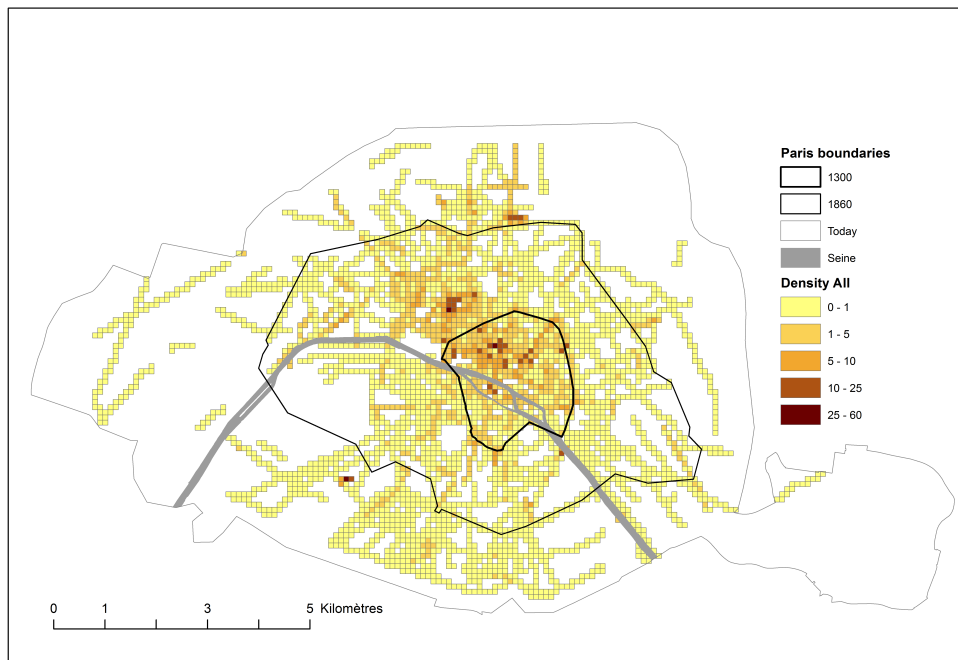 Paris boundaries
1300
1860
Today
Seine
Density All
0 - 1
1 - 5
5 - 10
10 - 25
25 - 60
0 1 3 5 Kilomètres